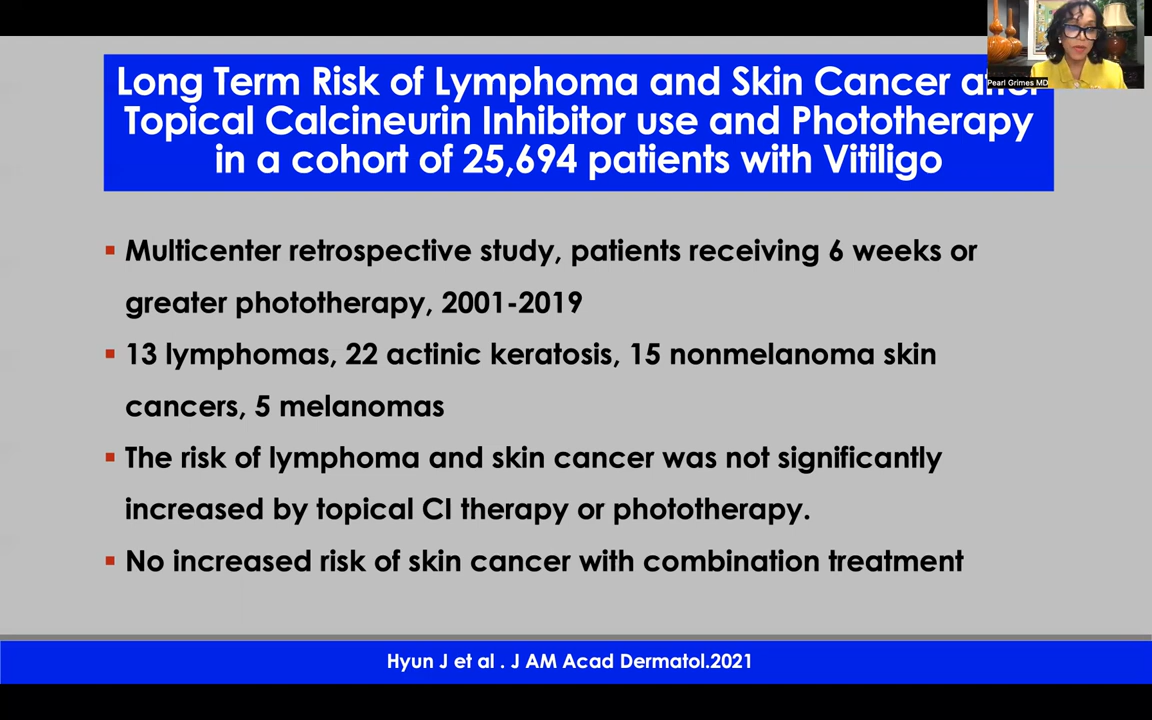 Long Term Risk of Lymphoma and Skin Cancer after
Topical Calcineurin Inhibitor use and Phototherapy
in a cohort of 25,694 patients with Vitiligo
Pearl Grimes MD
▪ Multicenter retrospective study, patients receiving 6 weeks or
greater phototherapy, 2001-2019
▪ 13 lymphomas, 22 actinic keratosis, 15 nonmelanoma skin
cancers, 5 melanomas
▪ The risk of lymphoma and skin cancer was not significantly
increased by topical CI therapy or phototherapy.
▪ No increased risk of skin cancer with combination treatment
Hyun J et al . J AM Acad Dermatol.2021